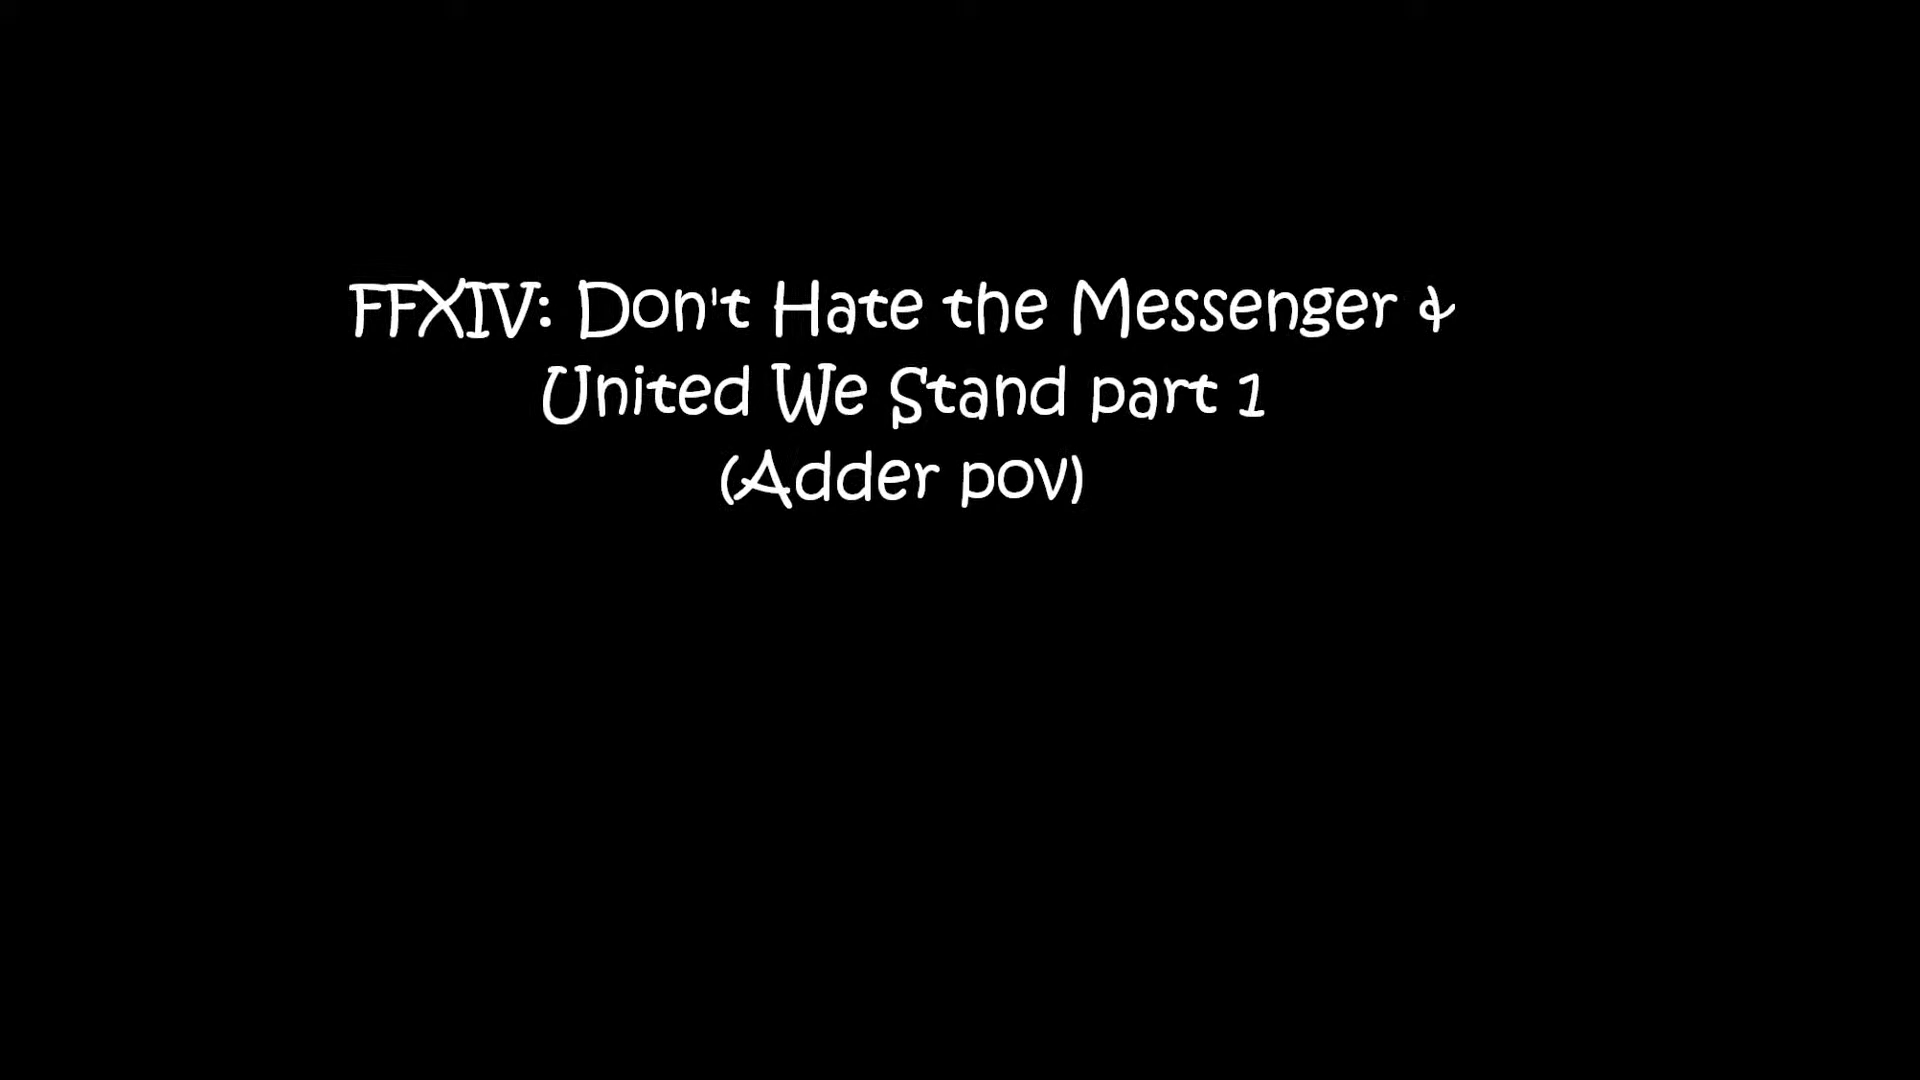 FFXIV: Don't Hate the Messenger &
United We Stand part 1
(Adder pov)